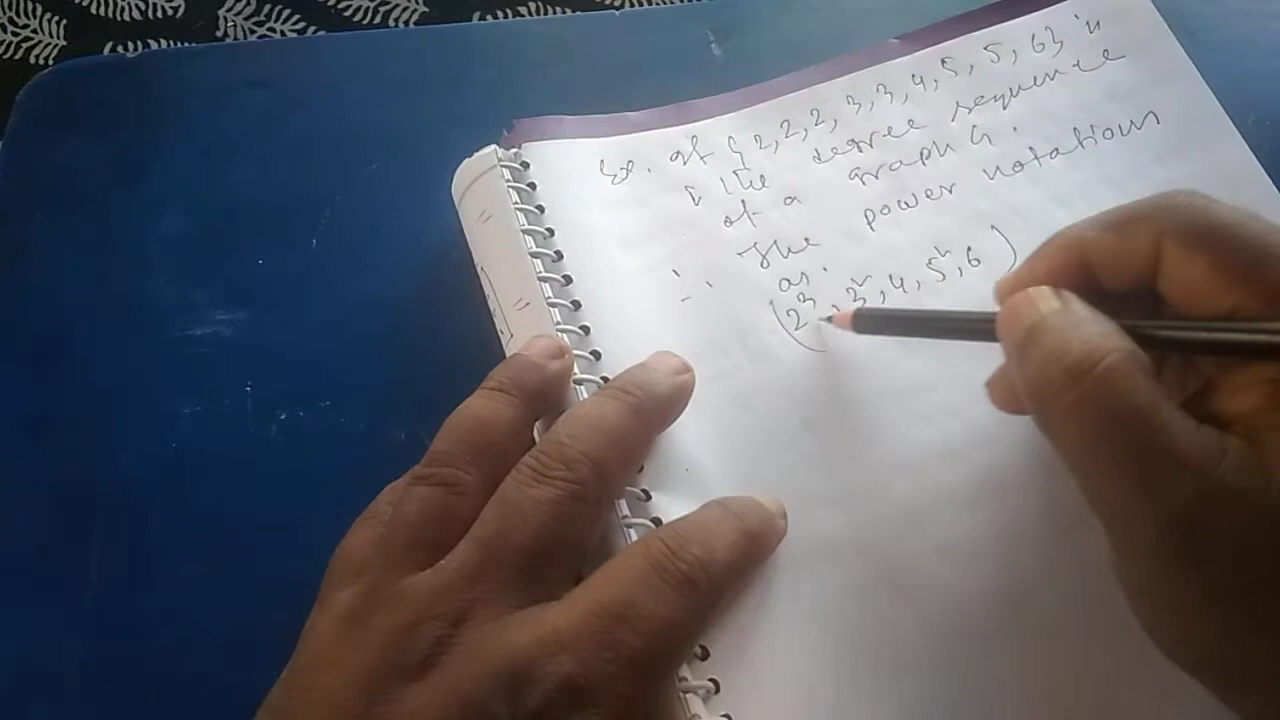 Ex. If {2, 2, 2, 3, 3, 4, 5, 5, 6} is
the degree sequence
of a graph G.
∴ The power notations
as.
(2³, 3², 4, 5², 6)